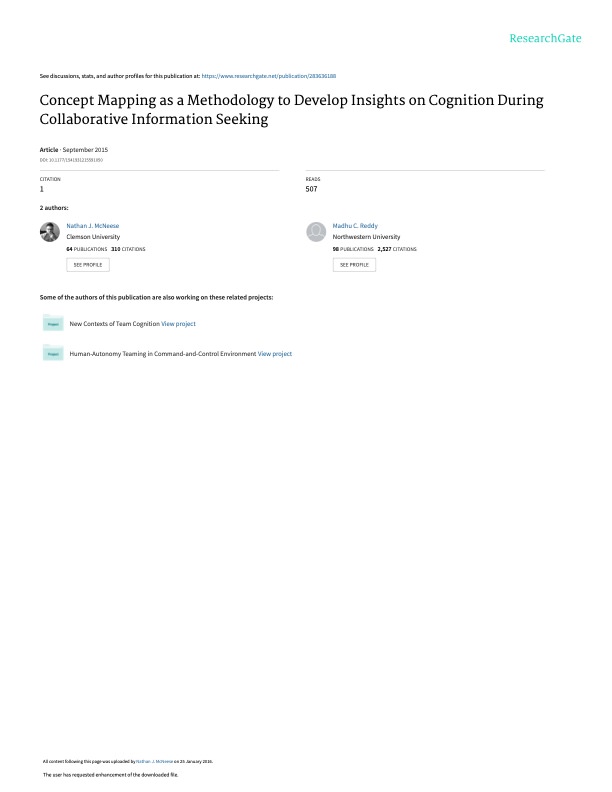 ResearchGate
See discussions, stats, and author profiles for this publication at: https://www.researchgate.net/publication/283636188
Concept Mapping as a Methodology to Develop Insights on Cognition During
Collaborative Information Seeking
Article · September 2015
DOI: 10.1177/1541931215591050
CITATION
1
READS
507
2 authors:
Nathan J. McNeese
Clemson University
64 PUBLICATIONS 310 CITATIONS
SEE PROFILE
Madhu C. Reddy
Northwestern University
98 PUBLICATIONS 2,527 CITATIONS
SEE PROFILE
Some of the authors of this publication are also working on these related projects:
Project
New Contexts of Team Cognition View project
Project
Human-Autonomy Teaming in Command-and-Control Environment View project
All content following this page was uploaded by Nathan J. McNeese on 26 January 2016.
The user has requested enhancement of the downloaded file.